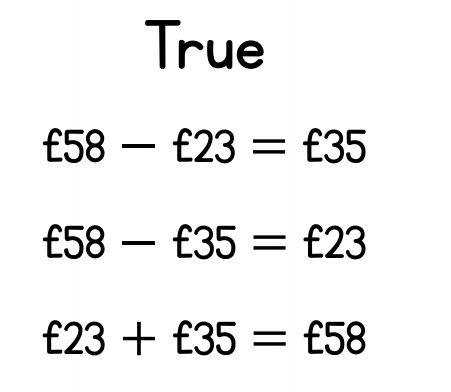 True
£58 − £23 = £35
£58 − £35 = £23
£23 + £35 = £58